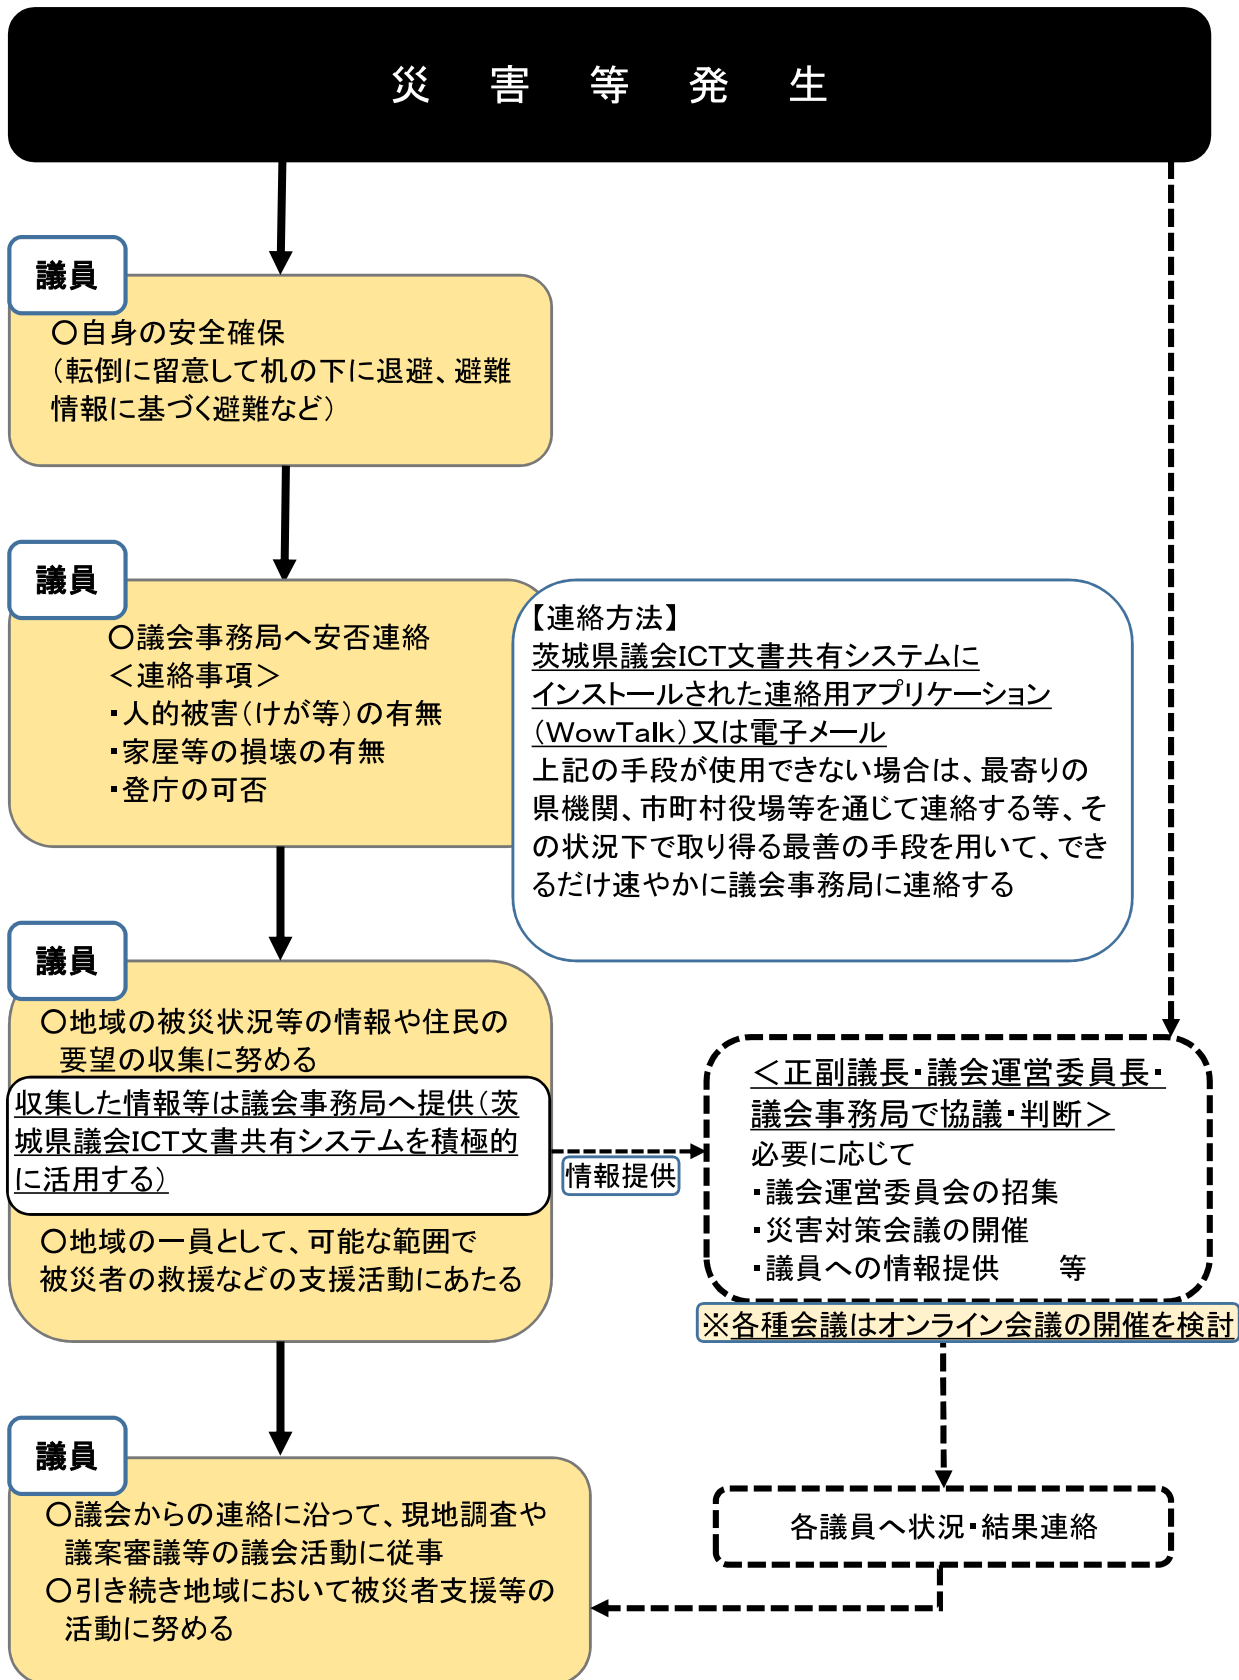 災害等発生
議員
○自身の安全確保
（転倒に留意して机の下に退避、避難
情報に基づく避難など）
議員
○議会事務局へ安否連絡
＜連絡事項＞
・人的被害（けが等）の有無
・家屋等の損壊の有無
・登庁の可否
【連絡方法】
茨城県議会ICT文書共有システムに
インストールされた連絡用アプリケーション
（WowTalk）又は電子メール
上記の手段が使用できない場合は、最寄りの
県機関、市町村役場等を通じて連絡する等、そ
の状況下で取り得る最善の手段を用いて、でき
るだけ速やかに議会事務局に連絡する
議員
○地域の被災状況等の情報や住民の
要望の収集に努める
収集した情報等は議会事務局へ提供（茨
城県議会ICT文書共有システムを積極的
に活用する）
○地域の一員として、可能な範囲で
被災者の救援などの支援活動にあたる
情報提供
＜正副議長・議会運営委員長・
議会事務局で協議・判断＞
必要に応じて
・議会運営委員会の招集
・災害対策会議の開催
・議員への情報提供　　等
※各種会議はオンライン会議の開催を検討
各議員へ状況・結果連絡
議員
○議会からの連絡に沿って、現地調査や
議案審議等の議会活動に従事
○引き続き地域において被災者支援等の
活動に努める